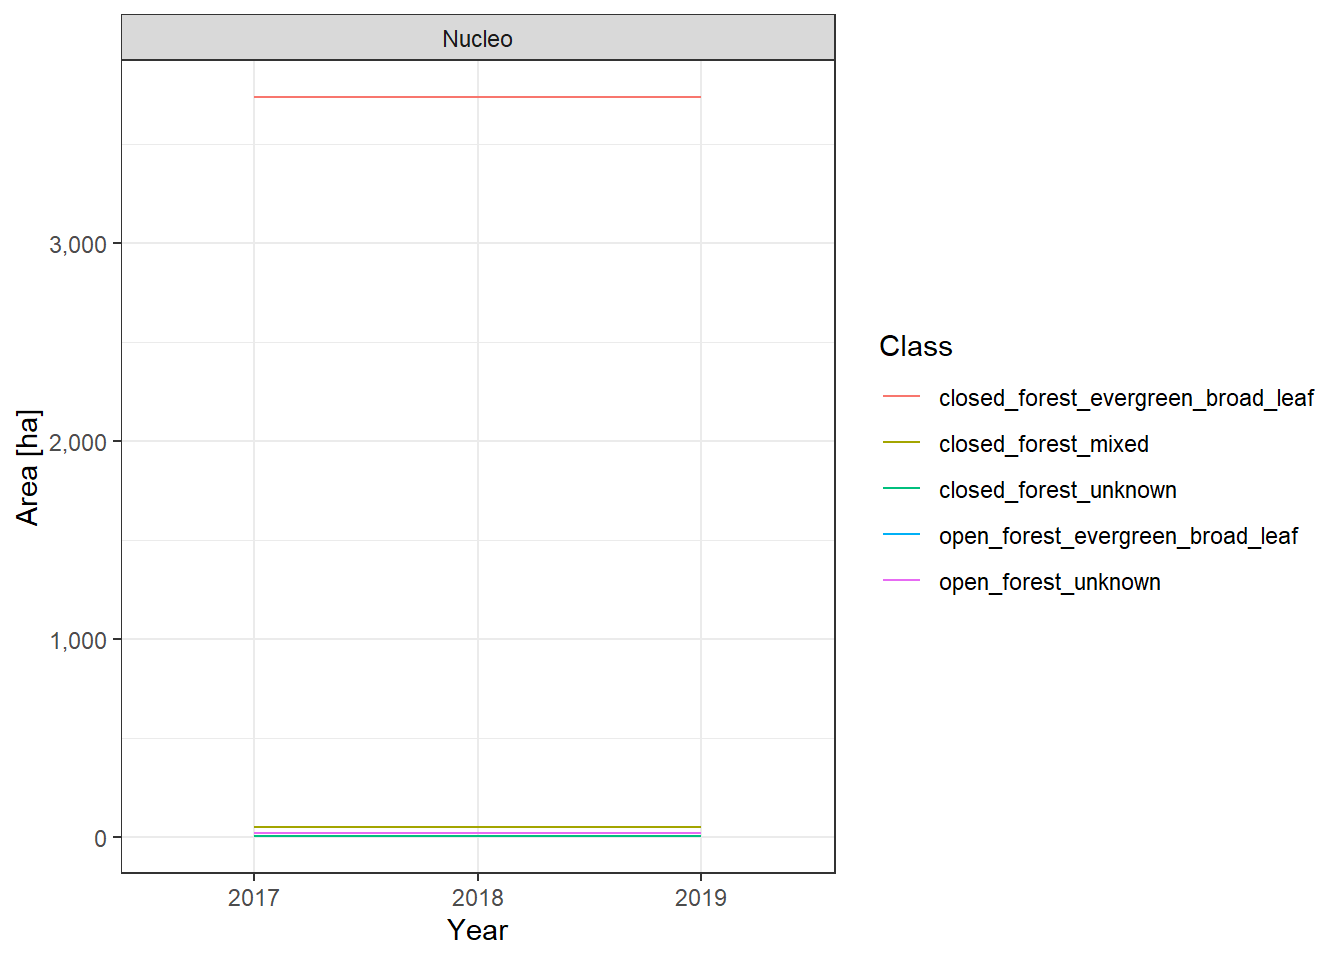 Nucleo
3,000
2,000
1,000
0
Area [ha]
2017 2018 2019
Year
Class
closed_forest_evergreen_broad_leaf
closed_forest_mixed
closed_forest_unknown
open_forest_evergreen_broad_leaf
open_forest_unknown